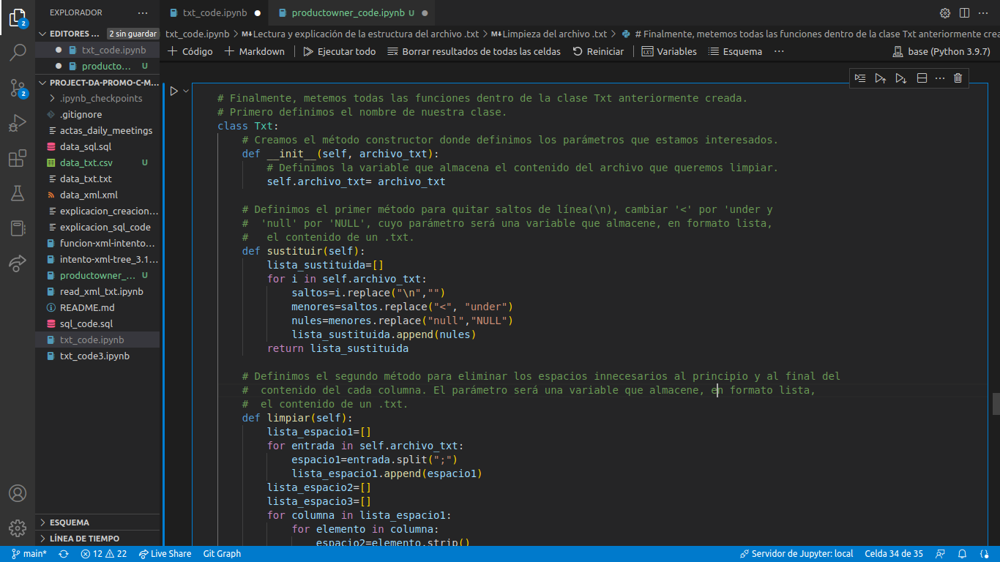 EXPLORADOR ···
EDITORES ... 2 sin guardar
txt_code.ipynb
producto... U
PROJECT-DA-PROMO-C-M...
.ipynb_checkpoints
.gitignore
actas_daily_meetings
data_sql.sql
data_txt.csv U
data_txt.txt
data_xml.xml
explicacion_creacion...
explicacion_sql_code
funcion-xml-intento...
intento-xml-tree_3.1...
productowner_... U
read_xml_txt.ipynb
README.md
sql_code.sql
txt_code.ipynb
txt_code3.ipynb
ESQUEMA
LÍNEA DE TIEMPO
2
2
txt_code.ipynb
productowner_code.ipynb U
txt_code.ipynb > Lectura y explicación de la estructura del archivo .txt > Limpieza del archivo .txt > # Finalmente, metemos todas las funciones dentro de la clase Txt anteriormente crea
+ Código + Markdown Ejecutar todo Borrar resultados de todas las celdas Reiniciar Variables Esquema ··· base (Python 3.9.7)
# Finalmente, metemos todas las funciones dentro de la clase Txt anteriormente creada.
# Primero definimos el nombre de nuestra clase.
class Txt:
# Creamos el método constructor donde definimos los parámetros que estamos interesados.
def __init__(self, archivo_txt):
# Definimos la variable que almacena el contenido del archivo que queremos limpiar.
self.archivo_txt= archivo_txt
# Definimos el primer método para quitar saltos de línea(\n), cambiar '<' por 'under y
#  'null' por 'NULL', cuyo parámetro será una variable que almacene, en formato lista,
#   el contenido de un .txt.
def sustituir(self):
lista_sustituida=[]
for i in self.archivo_txt:
saltos=i.replace("\n","")
menores=saltos.replace("<", "under")
nules=menores.replace("null","NULL")
lista_sustituida.append(nules)
return lista_sustituida
# Definimos el segundo método para eliminar los espacios innecesarios al principio y al final del
#  contenido del cada columna. El parámetro será una variable que almacene, en formato lista,
#  el contenido de un .txt.
def limpiar(self):
lista_espacio1=[]
for entrada in self.archivo_txt:
espacio1=entrada.split(";")
lista_espacio1.append(espacio1)
lista_espacio2=[]
lista_espacio3=[]
for columna in lista_espacio1:
for elemento in columna:
espacio2=elemento.strip()
main* 12 22 Live Share Git Graph Servidor de Jupyter: local Celda 34 de 35